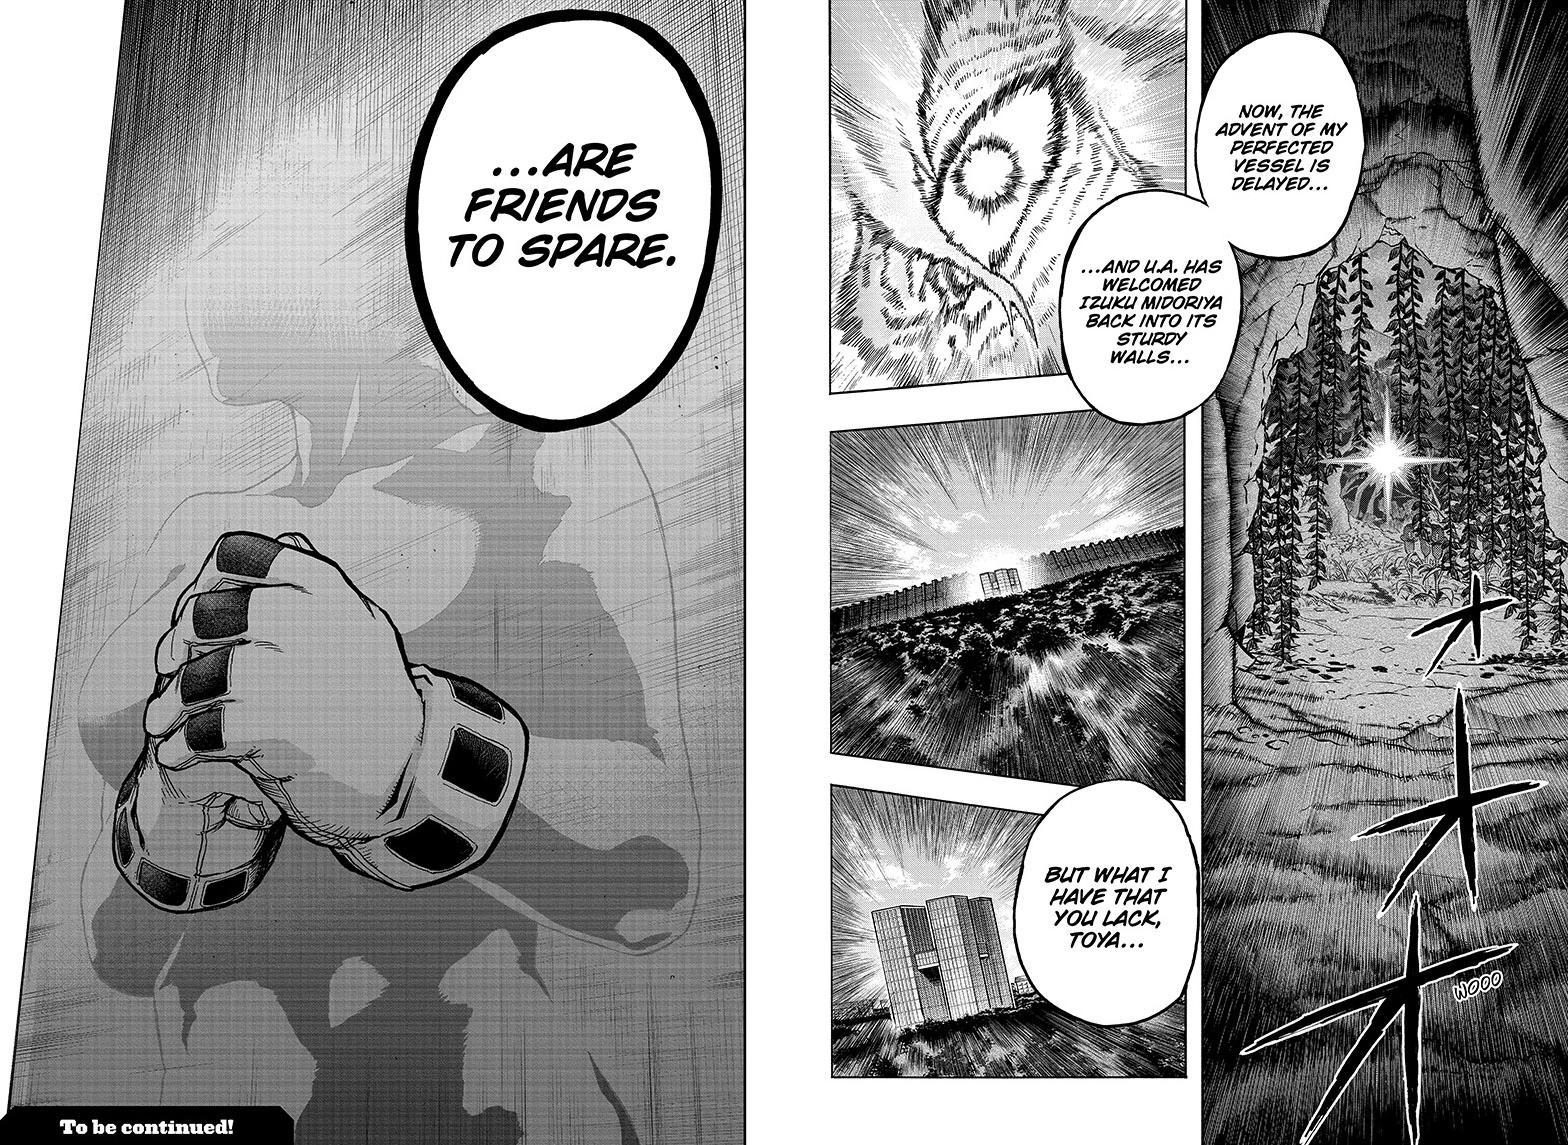 NOW, THE
ADVENT OF MY
PERFECTED
VESSEL IS
DELAYED...
...AND U.A. HAS
WELCOMED
IZUKU MIDORIYA
BACK INTO ITS
STURDY
WALLS...
BUT WHAT I
HAVE THAT
YOU LACK,
TOYA...
WOOO
...ARE
FRIENDS
TO SPARE.
To be continued!